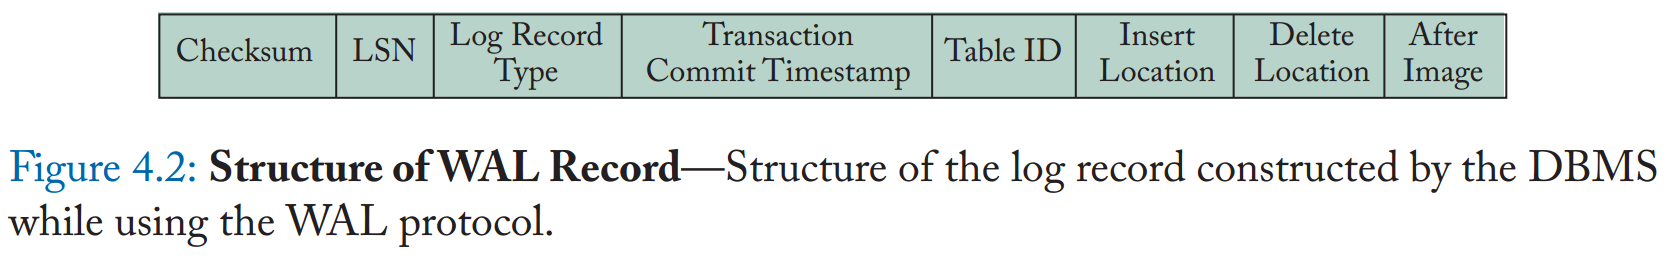 Checksum LSN Log Record Type Transaction Commit Timestamp Table ID Insert Location Delete Location After Image
Figure 4.2: Structure of WAL Record—Structure of the log record constructed by the DBMS
while using the WAL protocol.